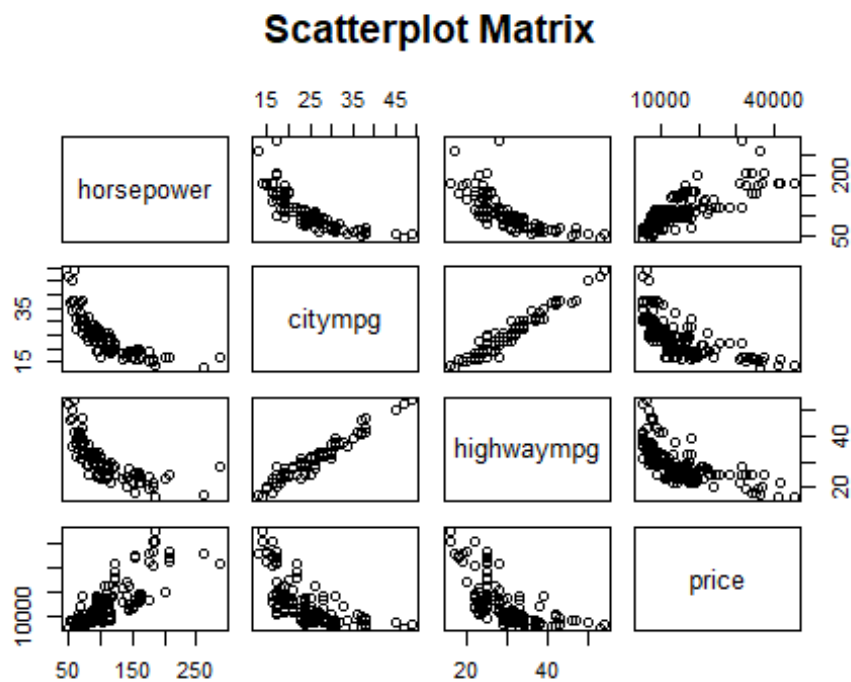 Scatterplot Matrix
15 25 35 45
10000 40000
horsepower
50 200
15 35
citympg
highwaympg
20 40
10000
price
50 150 250
20 40